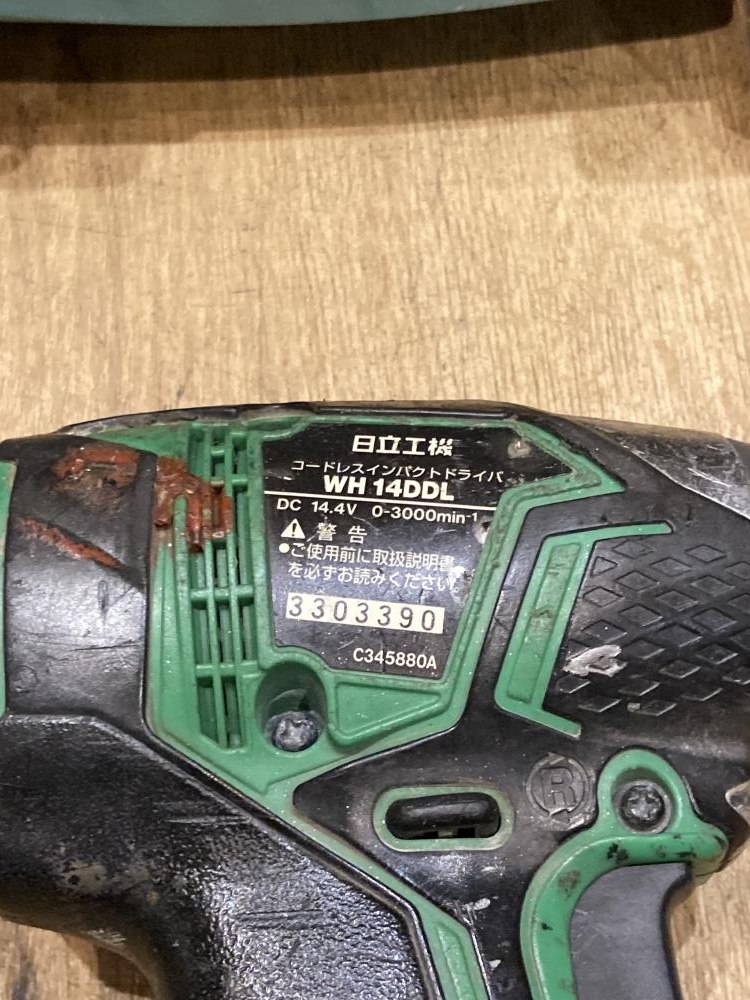 日立工機
コードレスインパクトドライバ
WH 14DDL
DC 14.4V 0-3000min⁻¹
警告
●ご使用前に取扱説明書
を必ずお読みください。
3303390
C345880A
R